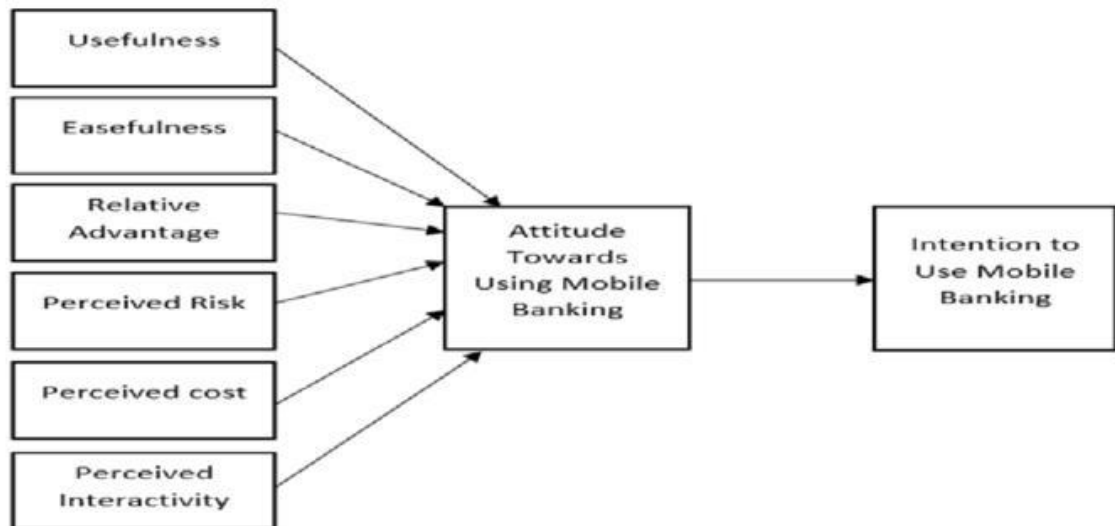 Usefulness
Easefulness
Relative
Advantage
Perceived Risk
Perceived cost
Perceived
Interactivity
Attitude
Towards
Using Mobile
Banking
Intention to
Use Mobile
Banking